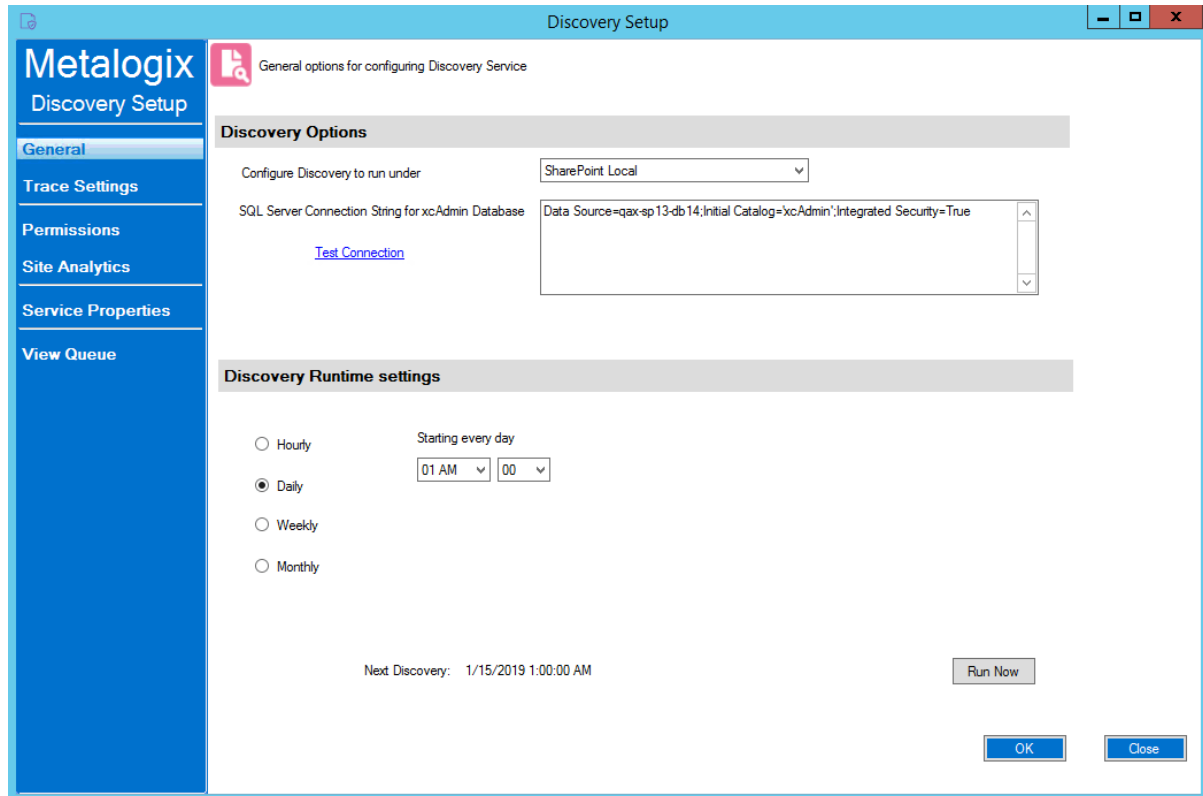 Discovery Setup
Metalogix
Discovery Setup
General
Trace Settings
Permissions
Site Analytics
Service Properties
View Queue
General options for configuring Discovery Service
Discovery Options
Configure Discovery to run under
SharePoint Local
SQL Server Connection String for xcAdmin Database
Data Source=qax-sp13-db14;Initial Catalog='xcAdmin';Integrated Security=True
Test Connection
Discovery Runtime settings
Hourly
Daily
Weekly
Monthly
Starting every day
01 AM 00
Next Discovery: 1/15/2019 1:00:00 AM
Run Now
OK Close